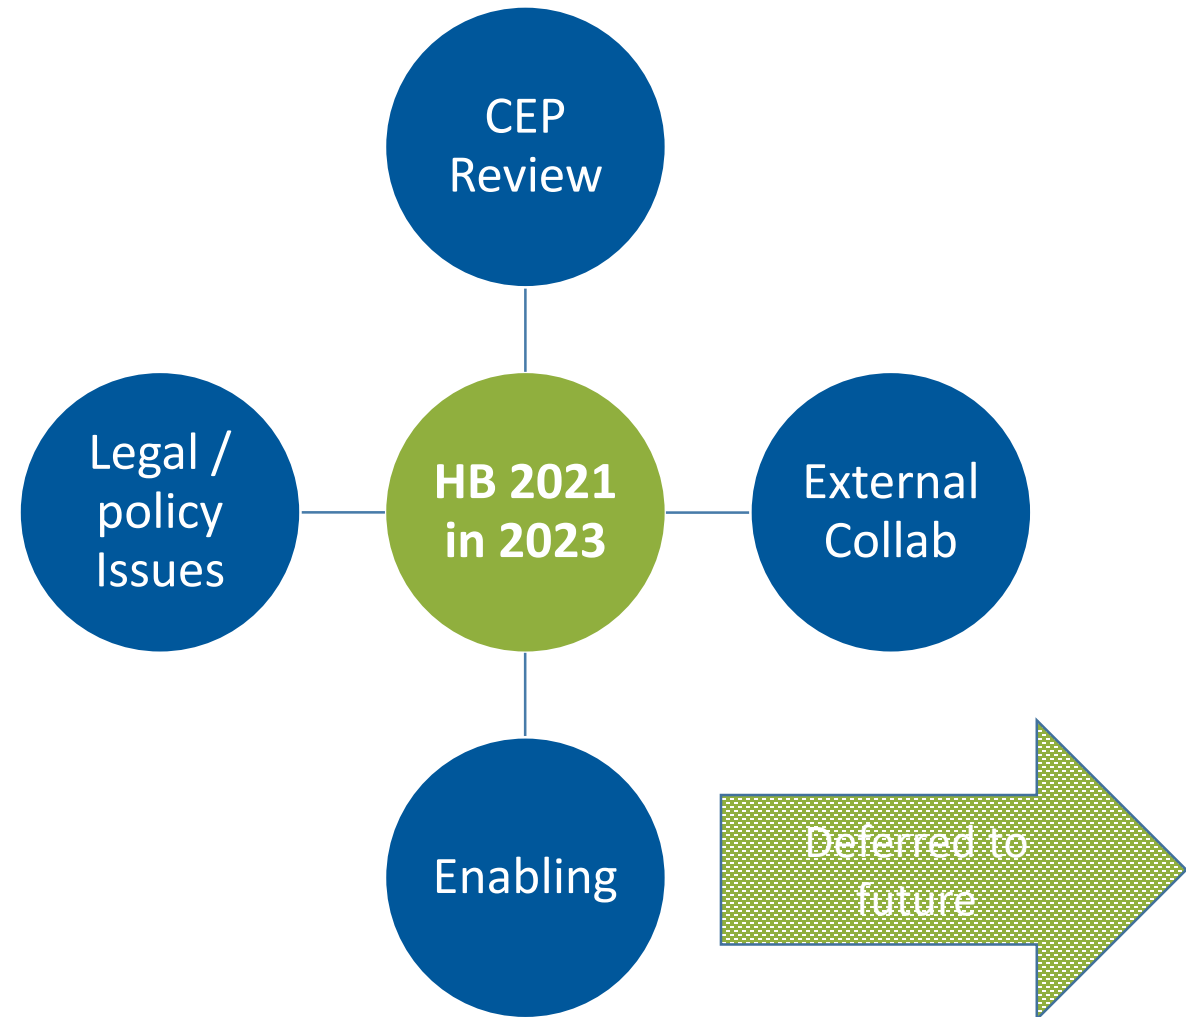 CEP
Review
Legal /
policy
Issues
HB 2021
in 2023
External
Collab
Enabling
Deferred to
future